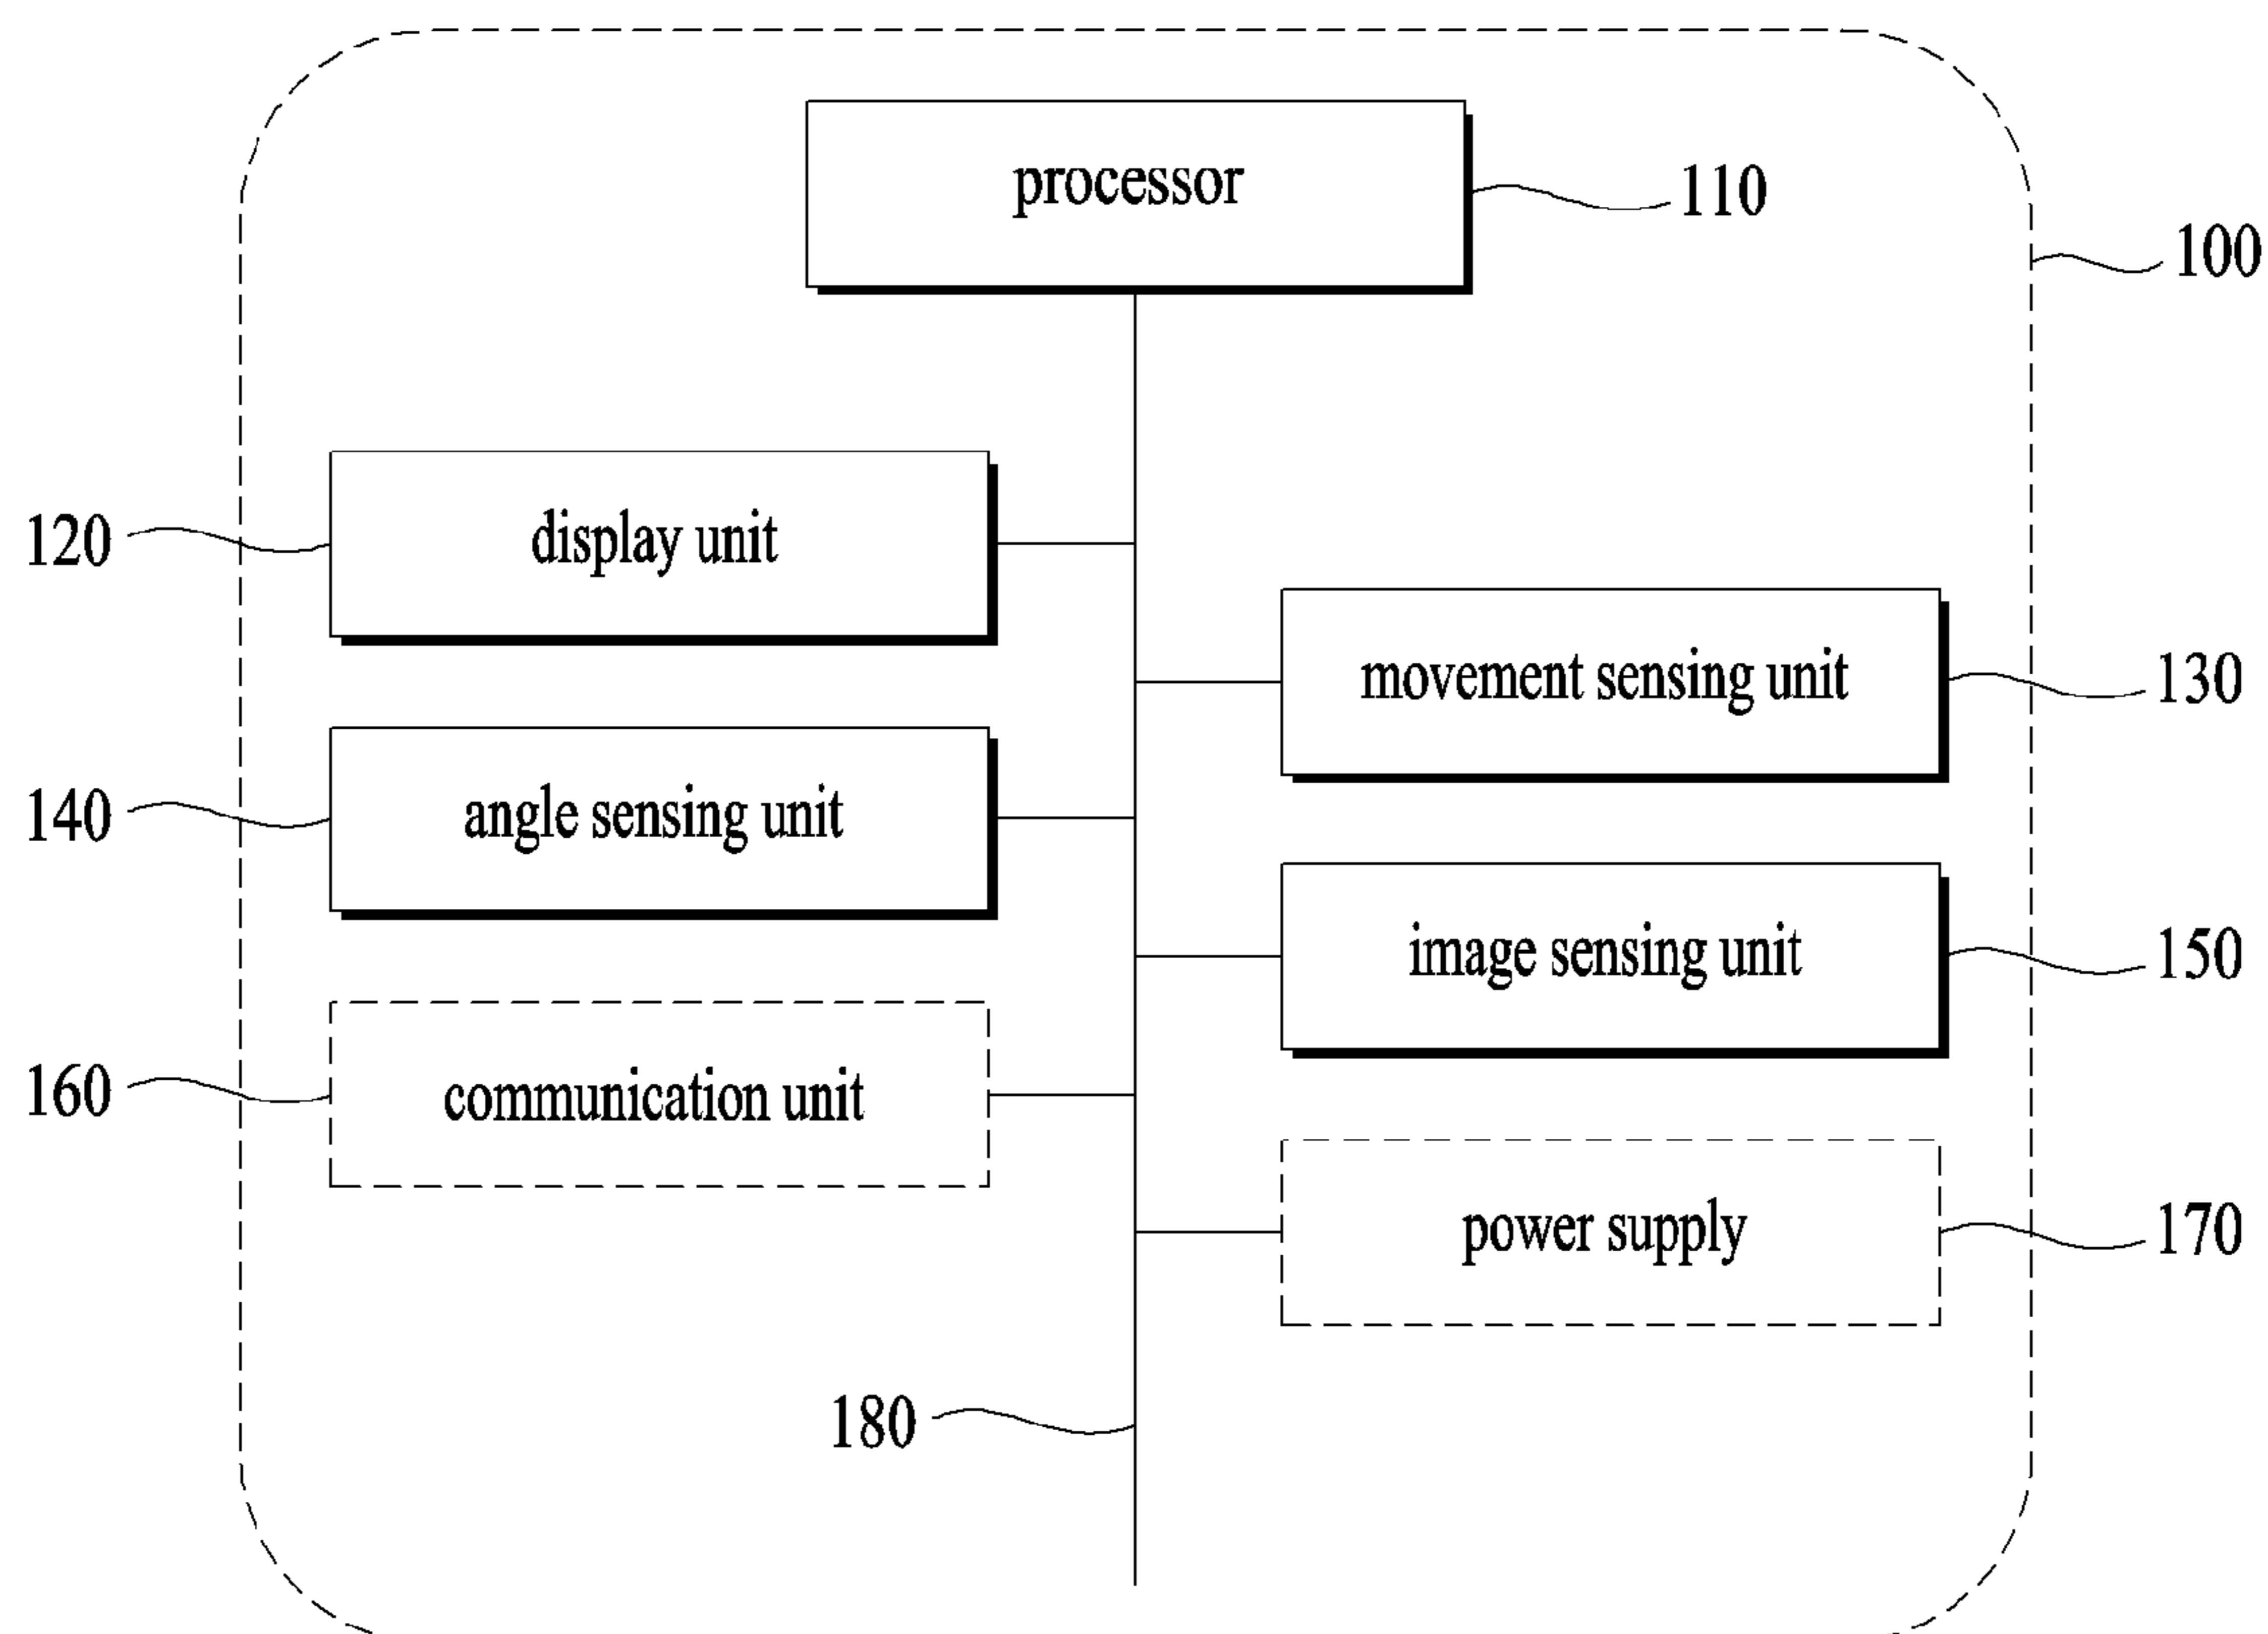 processor
110
100
120
display unit
movement sensing unit
130
140
angle sensing unit
image sensing unit
150
160
communication unit
power supply
170
180